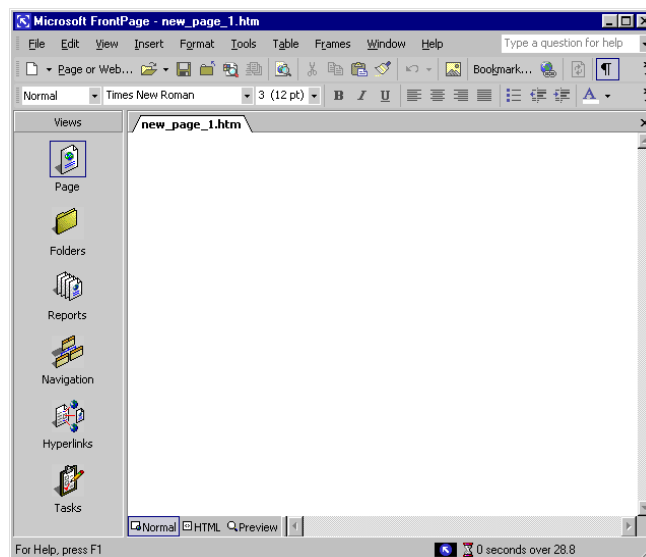 Microsoft FrontPage - new_page_1.htm
File Edit View Insert Format Tools Table Frames Window Help Type a question for help
Page or Web... Bookmark...
Normal Times New Roman 3 (12 pt) B I U A
Views new_page_1.htm
Page
Folders
Reports
Navigation
Hyperlinks
Tasks
Normal HTML Preview
For Help, press F1 0 seconds over 28.8